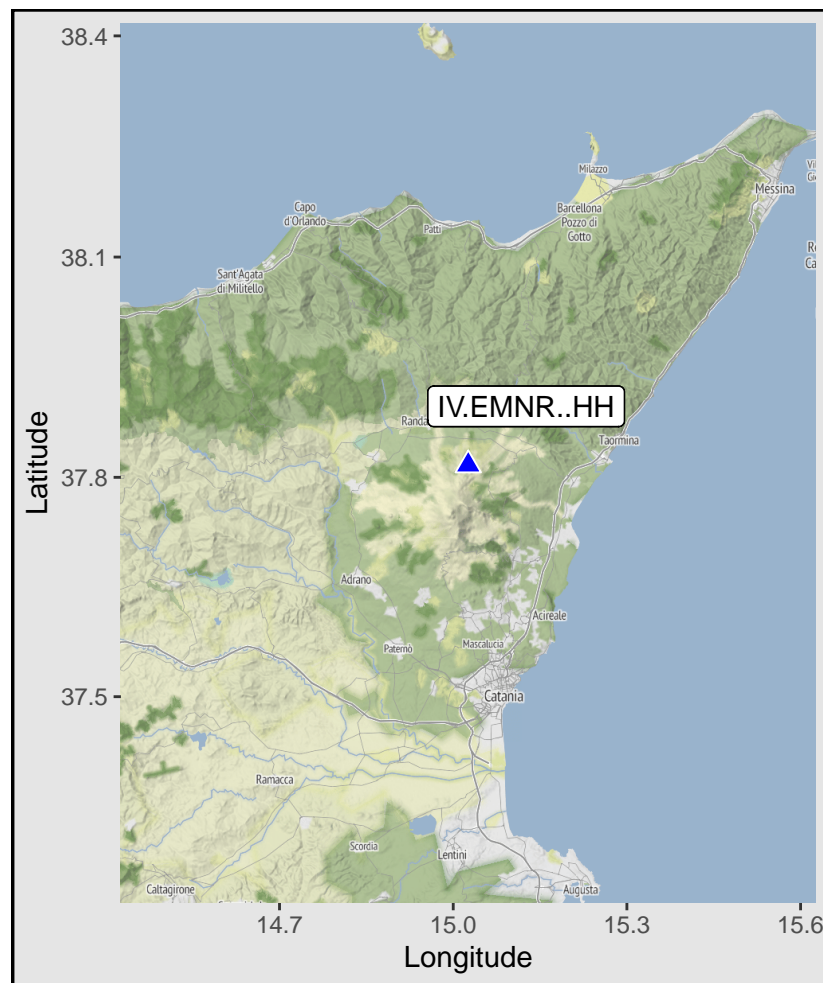 38.4
Milazzo
Messina
Capo
d'Orlando
Barcellona
Pozzo di
Gotto
Patti
38.1
Sant'Agata
di Militello
IV.EMNR..HH
Taormina
37.8
Latitude
Adrano
Acireale
Paternò
Mascalucia
37.5
Catania
Ramacca
Scordia
Lentini
Caltagirone
Augusta
14.7
15.0
15.3
15.6
Longitude